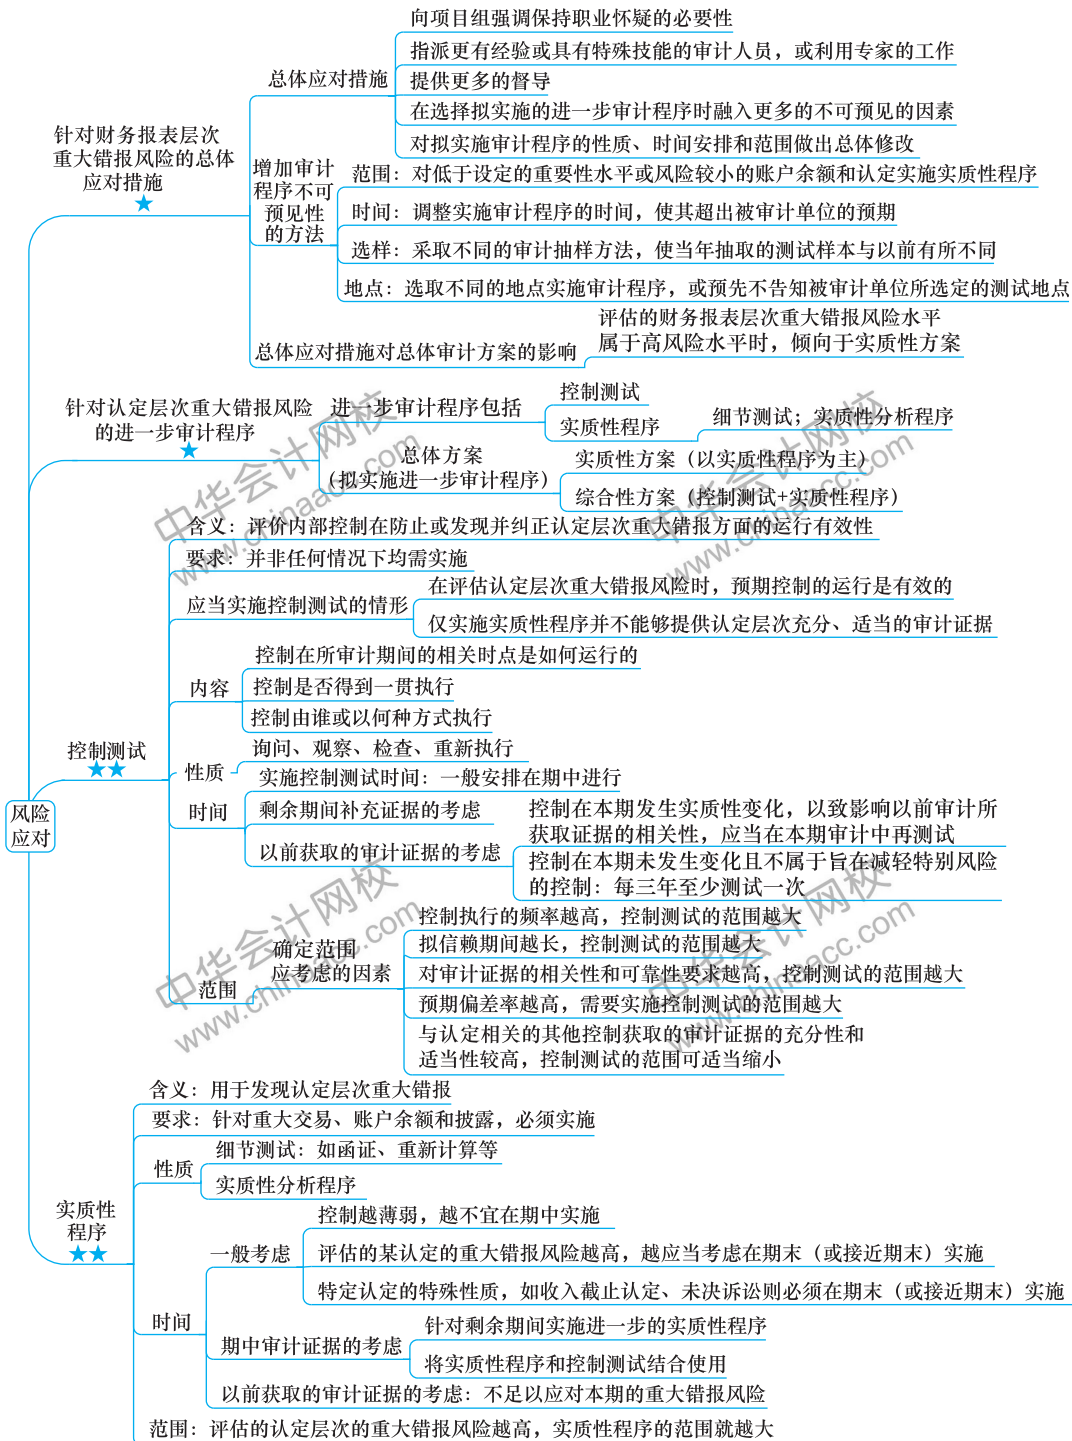 向项目组强调保持职业怀疑的必要性
指派更有经验或具有特殊技能的审计人员，或利用专家的工作
总体应对措施
提供更多的督导
在选择拟实施的进一步审计程序时融入更多的不可预见的因素
对拟实施审计程序的性质、时间安排和范围做出总体修改
针对财务报表层次
重大错报风险的总体
应对措施
增加审计
程序不可
预见性
的方法
范围：对低于设定的重要性水平或风险较小的账户余额和认定实施实质性程序
时间：调整实施审计程序的时间，使其超出被审计单位的预期
选样：采取不同的审计抽样方法，使当年抽取的测试样本与以前有所不同
地点：选取不同的地点实施审计程序，或预先不告知被审计单位所选定的测试地点
总体应对措施对总体审计方案的影响
评估的财务报表层次重大错报风险水平
属于高风险水平时，倾向于实质性方案
针对认定层次重大错报风险
的进一步审计程序
进一步审计程序包括
控制测试
实质性程序
细节测试；实质性分析程序
总体方案
（拟实施进一步审计程序）
实质性方案（以实质性程序为主）
综合性方案（控制测试+实质性程序）
含义：评价内部控制在防止或发现并纠正认定层次重大错报方面的运行有效性
要求：并非任何情况下均需实施
应当实施控制测试的情形
在评估认定层次重大错报风险时，预期控制的运行是有效的
仅实施实质性程序并不能够提供认定层次充分、适当的审计证据
控制在所审计期间的相关时点是如何运行的
内容
控制是否得到一贯执行
控制由谁或以何种方式执行
控制测试
性质
询问、观察、检查、重新执行
时间
实施控制测试时间：一般安排在期中进行
剩余期间补充证据的考虑
以前获取的审计证据的考虑
控制在本期发生实质性变化，以致影响以前审计所
获取证据的相关性，应当在本期审计中再测试
控制在本期未发生变化且不属于旨在减轻特别风险
的控制：每三年至少测试一次
风险
应对
范围
确定范围
应考虑的因素
控制执行的频率越高，控制测试的范围越大
拟信赖期间越长，控制测试的范围越大
对审计证据的相关性和可靠性要求越高，控制测试的范围越大
预期偏差率越高，需要实施控制测试的范围越大
与认定相关的其他控制获取的审计证据的充分性和
适当性较高，控制测试的范围可适当缩小
含义：用于发现认定层次重大错报
要求：针对重大交易、账户余额和披露，必须实施
性质
细节测试：如函证、重新计算等
实质性分析程序
实质性
程序
时间
一般考虑
控制越薄弱，越不宜在期中实施
评估的某认定的重大错报风险越高，越应当考虑在期末（或接近期末）实施
特定认定的特殊性质，如收入截止认定、未决诉讼则必须在期末（或接近期末）实施
期中审计证据的考虑
针对剩余期间实施进一步的实质性程序
将实质性程序和控制测试结合使用
以前获取的审计证据的考虑：不足以应对本期的重大错报风险
范围：评估的认定层次的重大错报风险越高，实质性程序的范围就越大
中华会计网校
www.chinaacc.com
中华会计网校
www.chinaacc.com
中华会计网校
www.chinaacc.com
中华会计网校
www.chinaacc.com